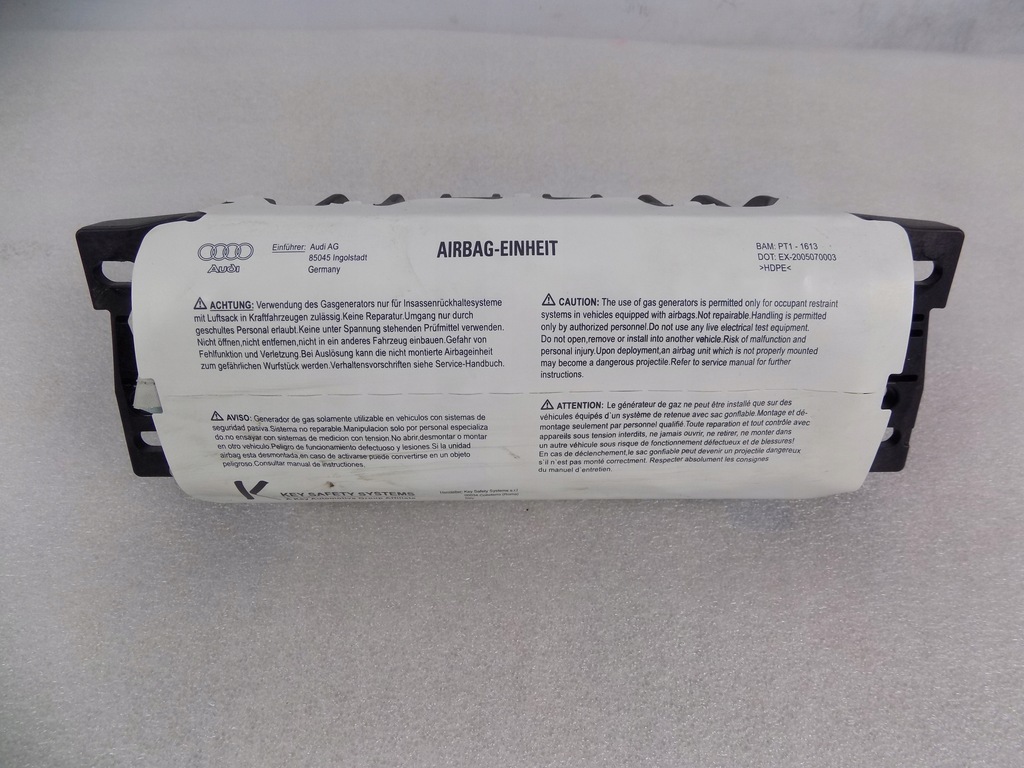 Audi
Einführer: Audi AG
85045 Ingolstadt
Germany
AIRBAG-EINHEIT
BAM: PT1 - 1613
DOT: EX-2005070003
>HDPE<
ACHTUNG: Verwendung des Gasgenerators nur für Insassenrückhaltesysteme
mit Luftsack in Kraftfahrzeugen zulässig.Keine Reparatur.Umgang nur durch
geschultes Personal erlaubt.Keine unter Spannung stehenden Prüfmittel verwenden.
Nicht öffnen,nicht entfernen,nicht in ein anderes Fahrzeug einbauen.Gefahr von
Fehlfunktion und Verletzung.Bei Auslösung kann die nicht montierte Airbageinheit
zum gefährlichen Wurfstück werden.Verhaltensvorschriften siehe Service-Handbuch.
CAUTION: The use of gas generators is permitted only for occupant restraint
systems in vehicles equipped with airbags.Not repairable.Handling is permitted
only by authorized personnel.Do not use any live electrical test equipment.
Do not open,remove or install into another vehicle.Risk of malfunction and
personal injury.Upon deployment,an airbag unit which is not properly mounted
may become a dangerous projectile.Refer to service manual for further
instructions.
AVISO: Generador de gas solamente utilizable en vehiculos con sistemas de
seguridad pasiva.Sistema no reparable.Manipulacion solo por personal especializa
do.no ensayar con sistemas de medicion con tension.No abrir,desmontar o montar
en otro vehiculo.Peligro de funcionamiento defectuoso y lesiones.Si la unidad
airbag esta desmontada,en caso de activarse puede convertirse en un objeto
peligroso.Consultar manual de instrucciones.
ATTENTION: Le générateur de gaz ne peut être installé que sur des
véhicules équipés d'un système de retenue avec sac gonflable.Montage et dé-
montage seulement par personnel qualifié.Toute reparation et tout contrôle avec
appareils sous tension interdits, ne jamais ouvrir, ne retirer, ne monter dans
un autre véhicule sous risque de fonctionnement défectueux et de blessures!
En cas de déclenchement,le sac gonflable peut devenir un projectile dangereux
s'il n'est pas monté correctment. Respecter absolument les consignes
du manuel d'entretien.
K
KEY SAFETY SYSTEMS
Hersteller: Key Safety Systems s.r.l.